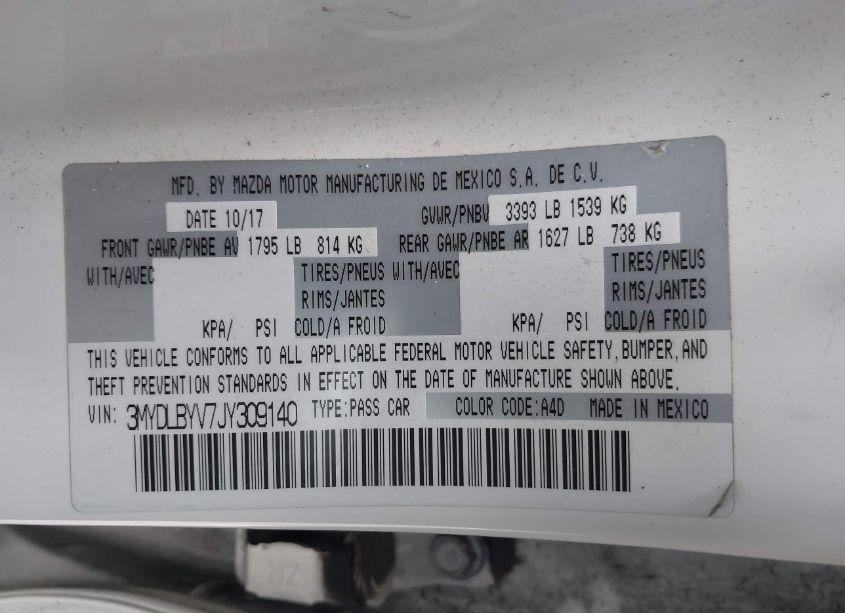 MFD. BY MAZDA MOTOR MANUFACTURING DE MEXICO S.A. DE C.V.
DATE 10/17 GVWR/PNBV 3393 LB 1539 KG
FRONT GAWR/PNBE AV 1795 LB 814 KG REAR GAWR/PNBE AR 1627 LB 738 KG
WITH/AVEC TIRES/PNEUS WITH/AVEC TIRES/PNEUS
RIMS/JANTES RIMS/JANTES
KPA/ PSI COLD/A FROID KPA/ PSI COLD/A FROID
THIS VEHICLE CONFORMS TO ALL APPLICABLE FEDERAL MOTOR VEHICLE SAFETY, BUMPER, AND
THEFT PREVENTION STANDARDS IN EFFECT ON THE DATE OF MANUFACTURE SHOWN ABOVE.
VIN: 3MYDLBYV7JY309140 TYPE:PASS CAR COLOR CODE:A4D MADE IN MEXICO